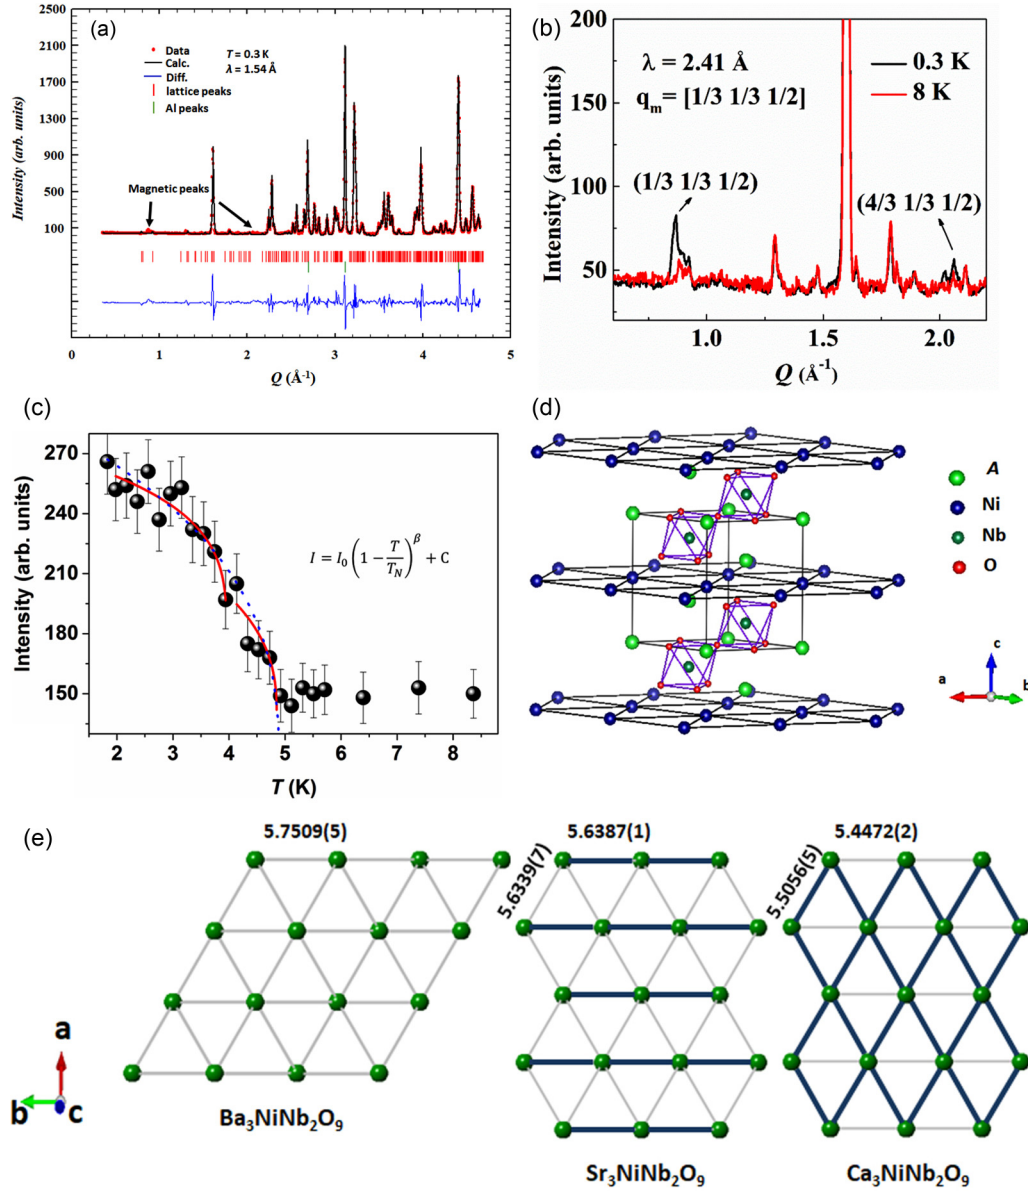 (a)
2500
2100
1700
1300
900
500
100
Intensity (arb. units)
Data
Calc.
Diff.
lattice peaks
Al peaks
T = 0.3 K
λ = 1.54 Å
Magnetic peaks
0 1 2 3 4 5
Q (Å-1)
(b)
200
150
100
50
Intensity (arb. units)
λ = 2.41 Å
qm = [1/3 1/3 1/2]
0.3 K
8 K
(1/3 1/3 1/2)
(4/3 1/3 1/2)
1.0 1.5 2.0
Q (Å-1)
(c)
270
240
210
180
150
Intensity (arb. units)
I = I0 (1 − T/TN)^β + C
2 3 4 5 6 7 8
T (K)
(d)
A
Ni
Nb
O
c
a
b
(e)
5.7509(5)
5.6387(1)
5.6339(7)
5.4472(2)
5.5056(5)
a
b
c
Ba3NiNb2O9
Sr3NiNb2O9
Ca3NiNb2O9